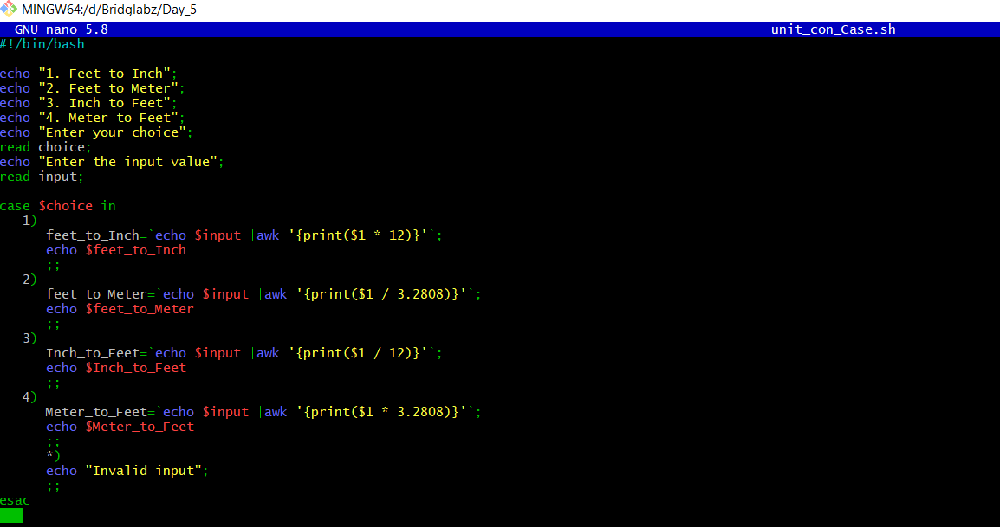 MINGW64:/d/Bridglabz/Day_5
GNU nano 5.8 unit_con_Case.sh
#!/bin/bash
echo "1. Feet to Inch";
echo "2. Feet to Meter";
echo "3. Inch to Feet";
echo "4. Meter to Feet";
echo "Enter your choice";
read choice;
echo "Enter the input value";
read input;
case $choice in
1)
feet_to_Inch=`echo $input |awk '{print($1 * 12)}'`;
echo $feet_to_Inch
;;
2)
feet_to_Meter=`echo $input |awk '{print($1 / 3.2808)}'`;
echo $feet_to_Meter
;;
3)
Inch_to_Feet=`echo $input |awk '{print($1 / 12)}'`;
echo $Inch_to_Feet
;;
4)
Meter_to_Feet=`echo $input |awk '{print($1 * 3.2808)}'`;
echo $Meter_to_Feet
;;
*)
echo "Invalid input";
;;
esac